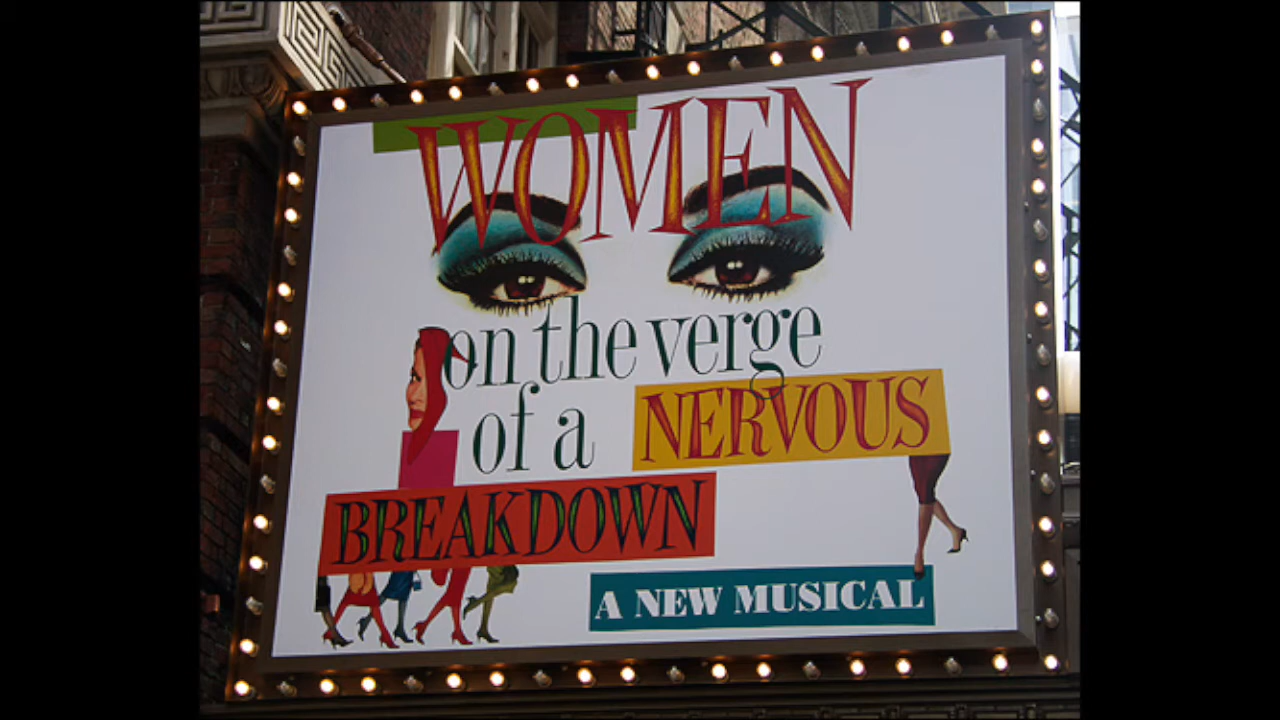 WOMEN
on the verge
of a NERVOUS
BREAKDOWN
A NEW MUSICAL